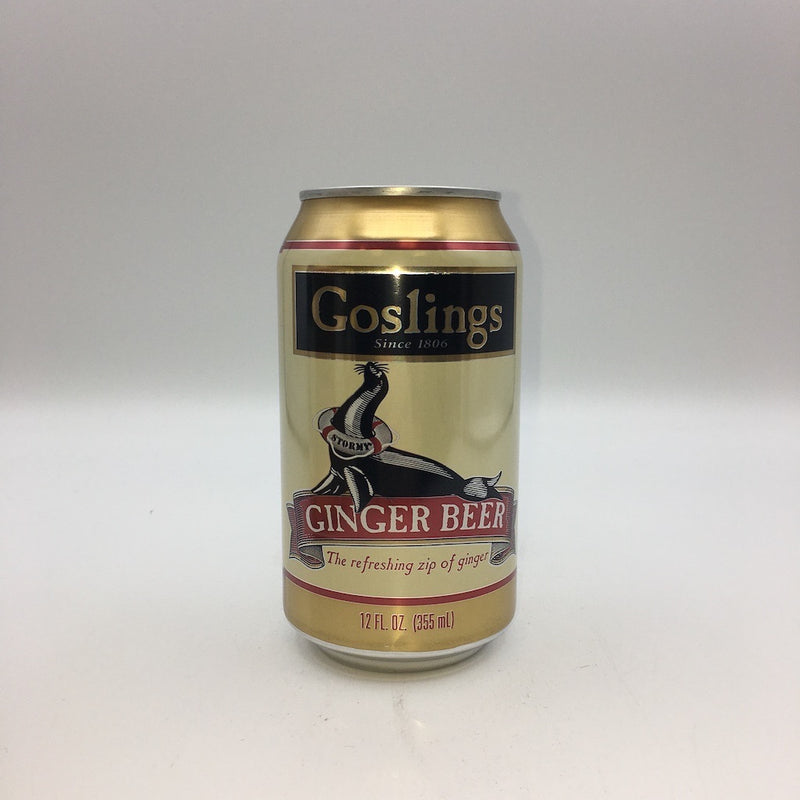 Goslings
Since 1806
STORMY
GINGER BEER
The refreshing zip of ginger
12 FL. OZ. (355 mL)